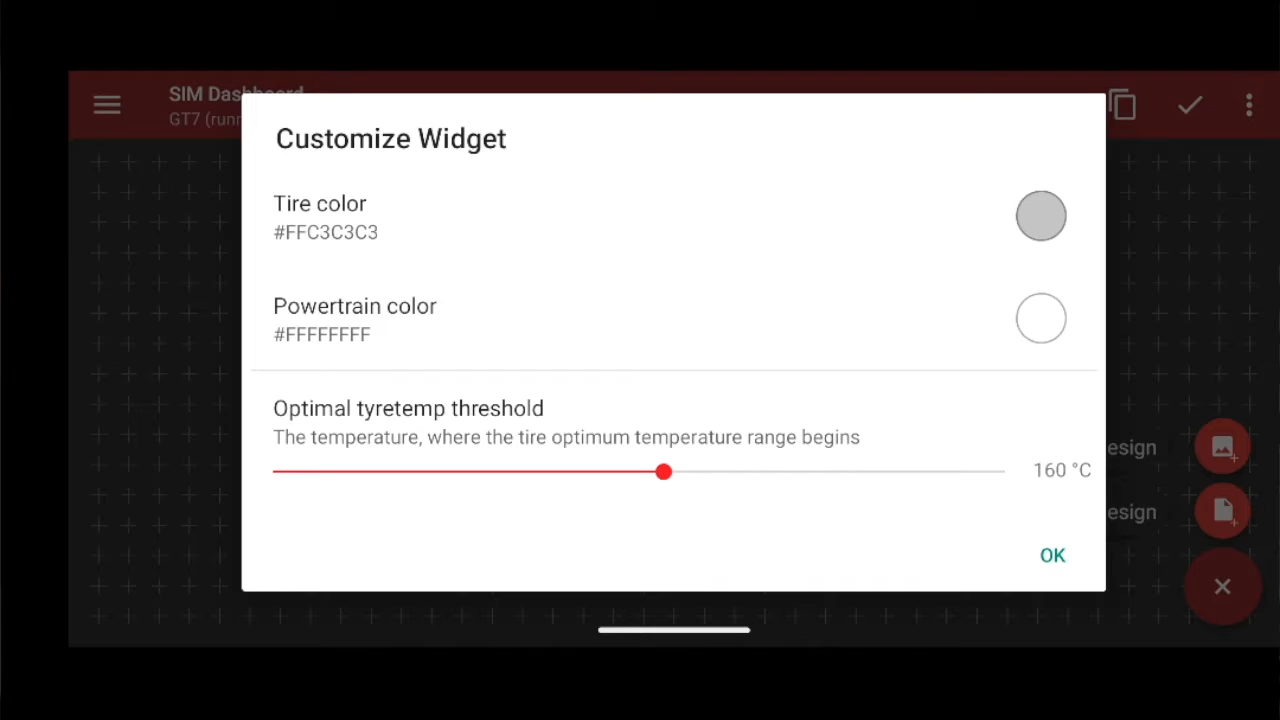 SIM Dashboard
GT7 (runn
Customize Widget
Tire color
#FFC3C3C3
Powertrain color
#FFFFFFFF
Optimal tyretemp threshold
The temperature, where the tire optimum temperature range begins
160 °C
esign
esign
OK